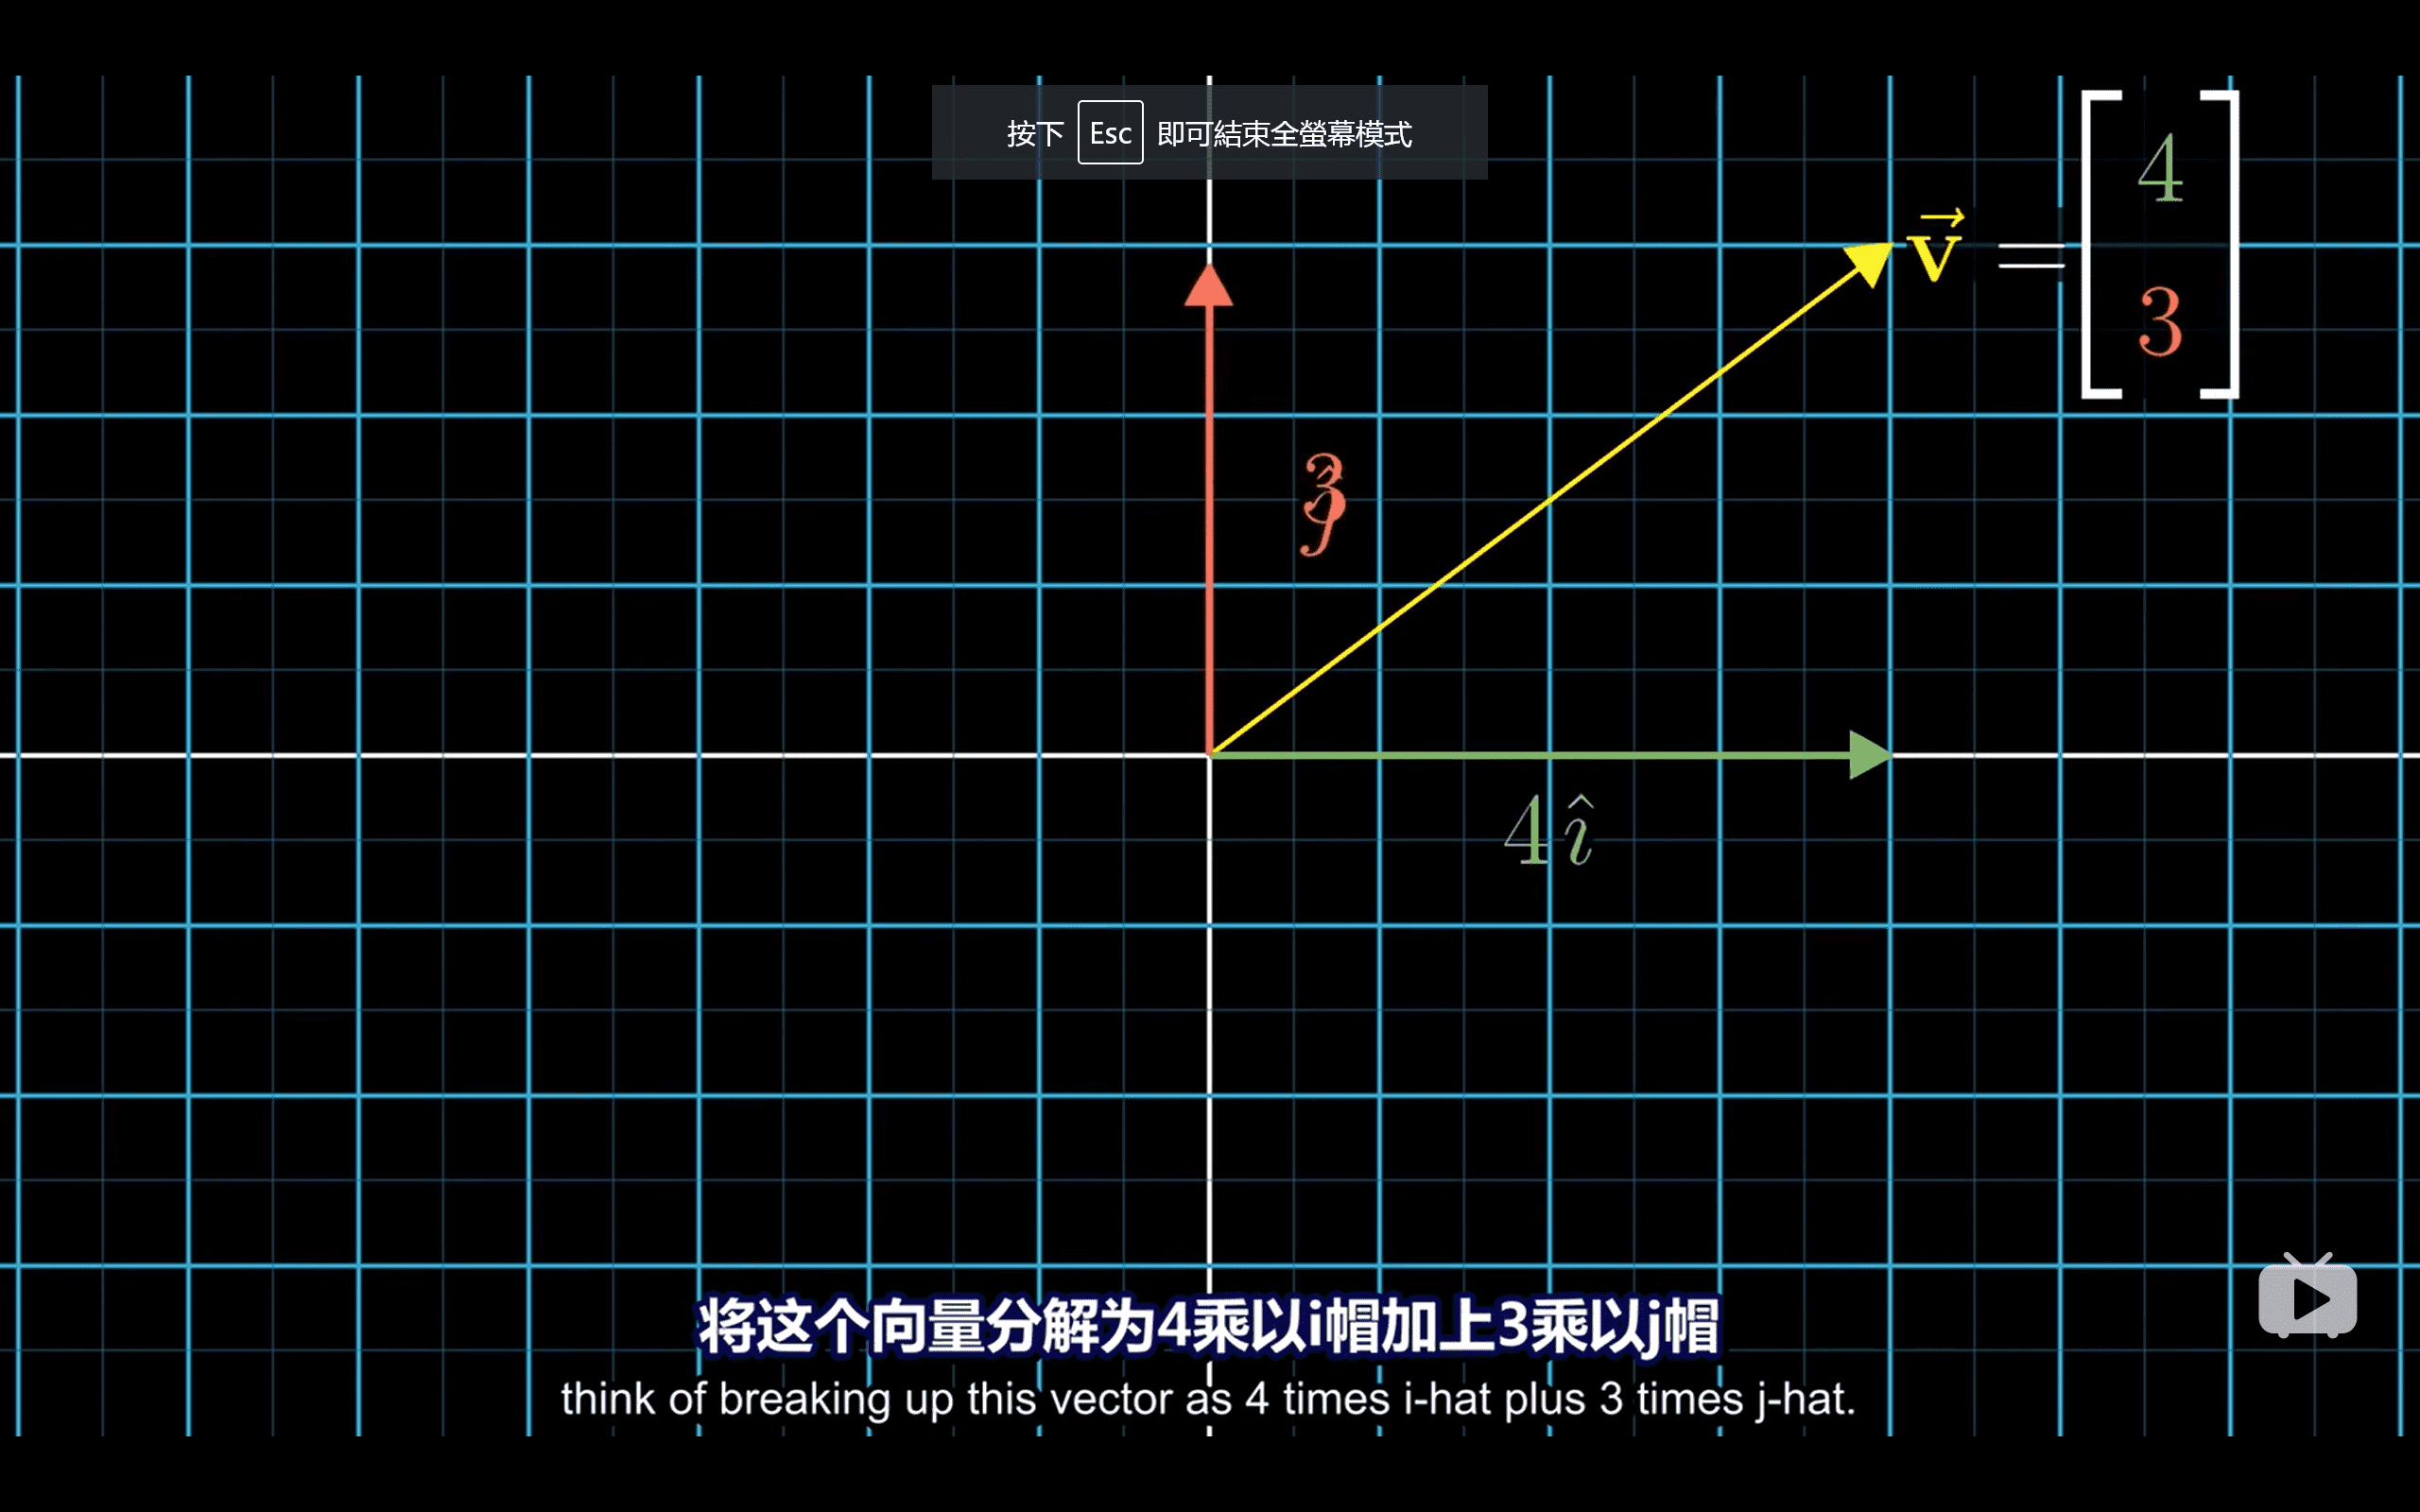 按下 Esc 即可結束全螢幕模式
4
v⃗ =
3
4î
将这个向量分解为4乘以i帽加上3乘以j帽
think of breaking up this vector as 4 times i-hat plus 3 times j-hat.